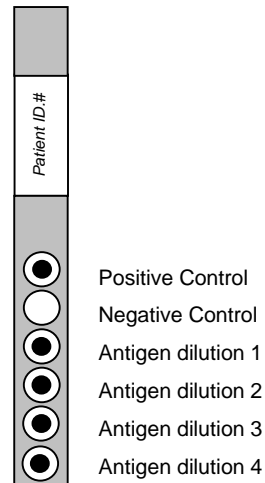 Patient ID.#
Positive Control
Negative Control
Antigen dilution 1
Antigen dilution 2
Antigen dilution 3
Antigen dilution 4